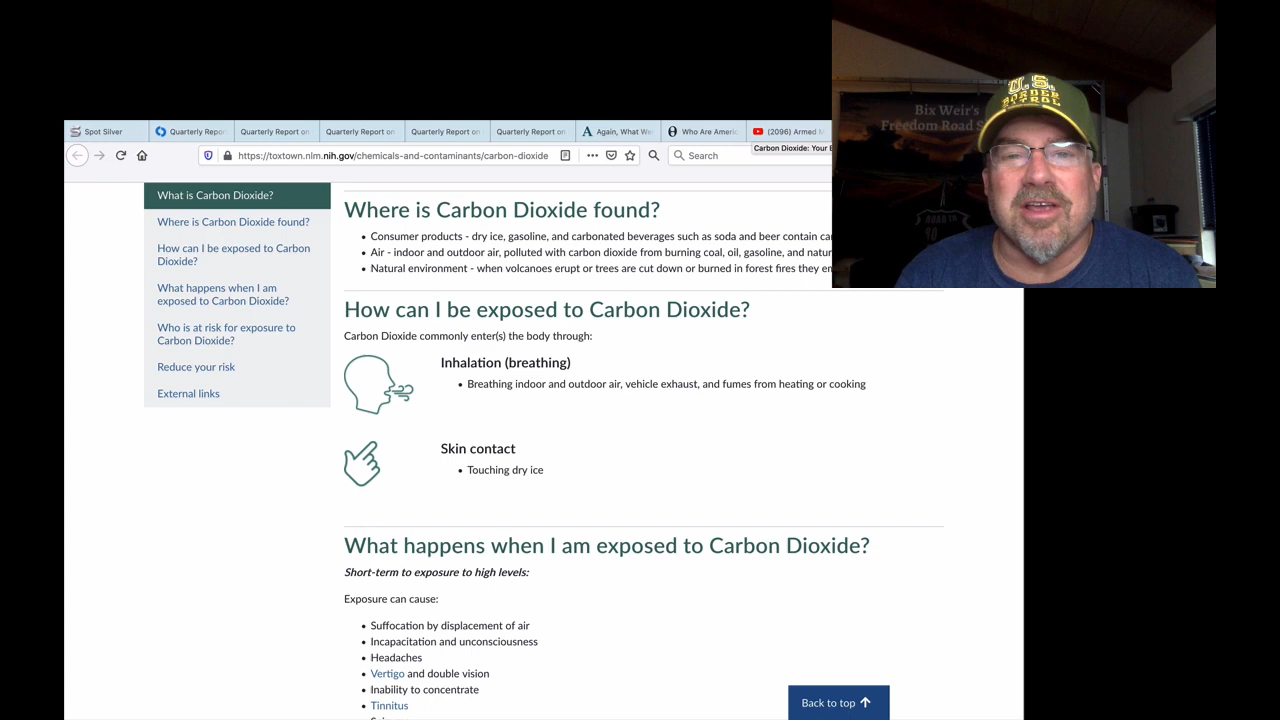 Spot Silver
Quarterly Repor
Quarterly Report on
Quarterly Report on
Quarterly Report on
Quarterly Report on
Again, What We
Who Are Americ
(2096) Armed M
Carbon Dioxide: Your E
https://toxtown.nlm.nih.gov/chemicals-and-contaminants/carbon-dioxide
Search
Bix Weir's
Freedom Road S
U.S.
BORDER
PATROL
What is Carbon Dioxide?
Where is Carbon Dioxide found?
How can I be exposed to Carbon
Dioxide?
What happens when I am
exposed to Carbon Dioxide?
Who is at risk for exposure to
Carbon Dioxide?
Reduce your risk
External links
Where is Carbon Dioxide found?
• Consumer products - dry ice, gasoline, and carbonated beverages such as soda and beer contain car
• Air - indoor and outdoor air, polluted with carbon dioxide from burning coal, oil, gasoline, and natur
• Natural environment - when volcanoes erupt or trees are cut down or burned in forest fires they em
How can I be exposed to Carbon Dioxide?
Carbon Dioxide commonly enter(s) the body through:
Inhalation (breathing)
• Breathing indoor and outdoor air, vehicle exhaust, and fumes from heating or cooking
Skin contact
• Touching dry ice
What happens when I am exposed to Carbon Dioxide?
Short-term to exposure to high levels:
Exposure can cause:
• Suffocation by displacement of air
• Incapacitation and unconsciousness
• Headaches
• Vertigo and double vision
• Inability to concentrate
• Tinnitus
Back to top